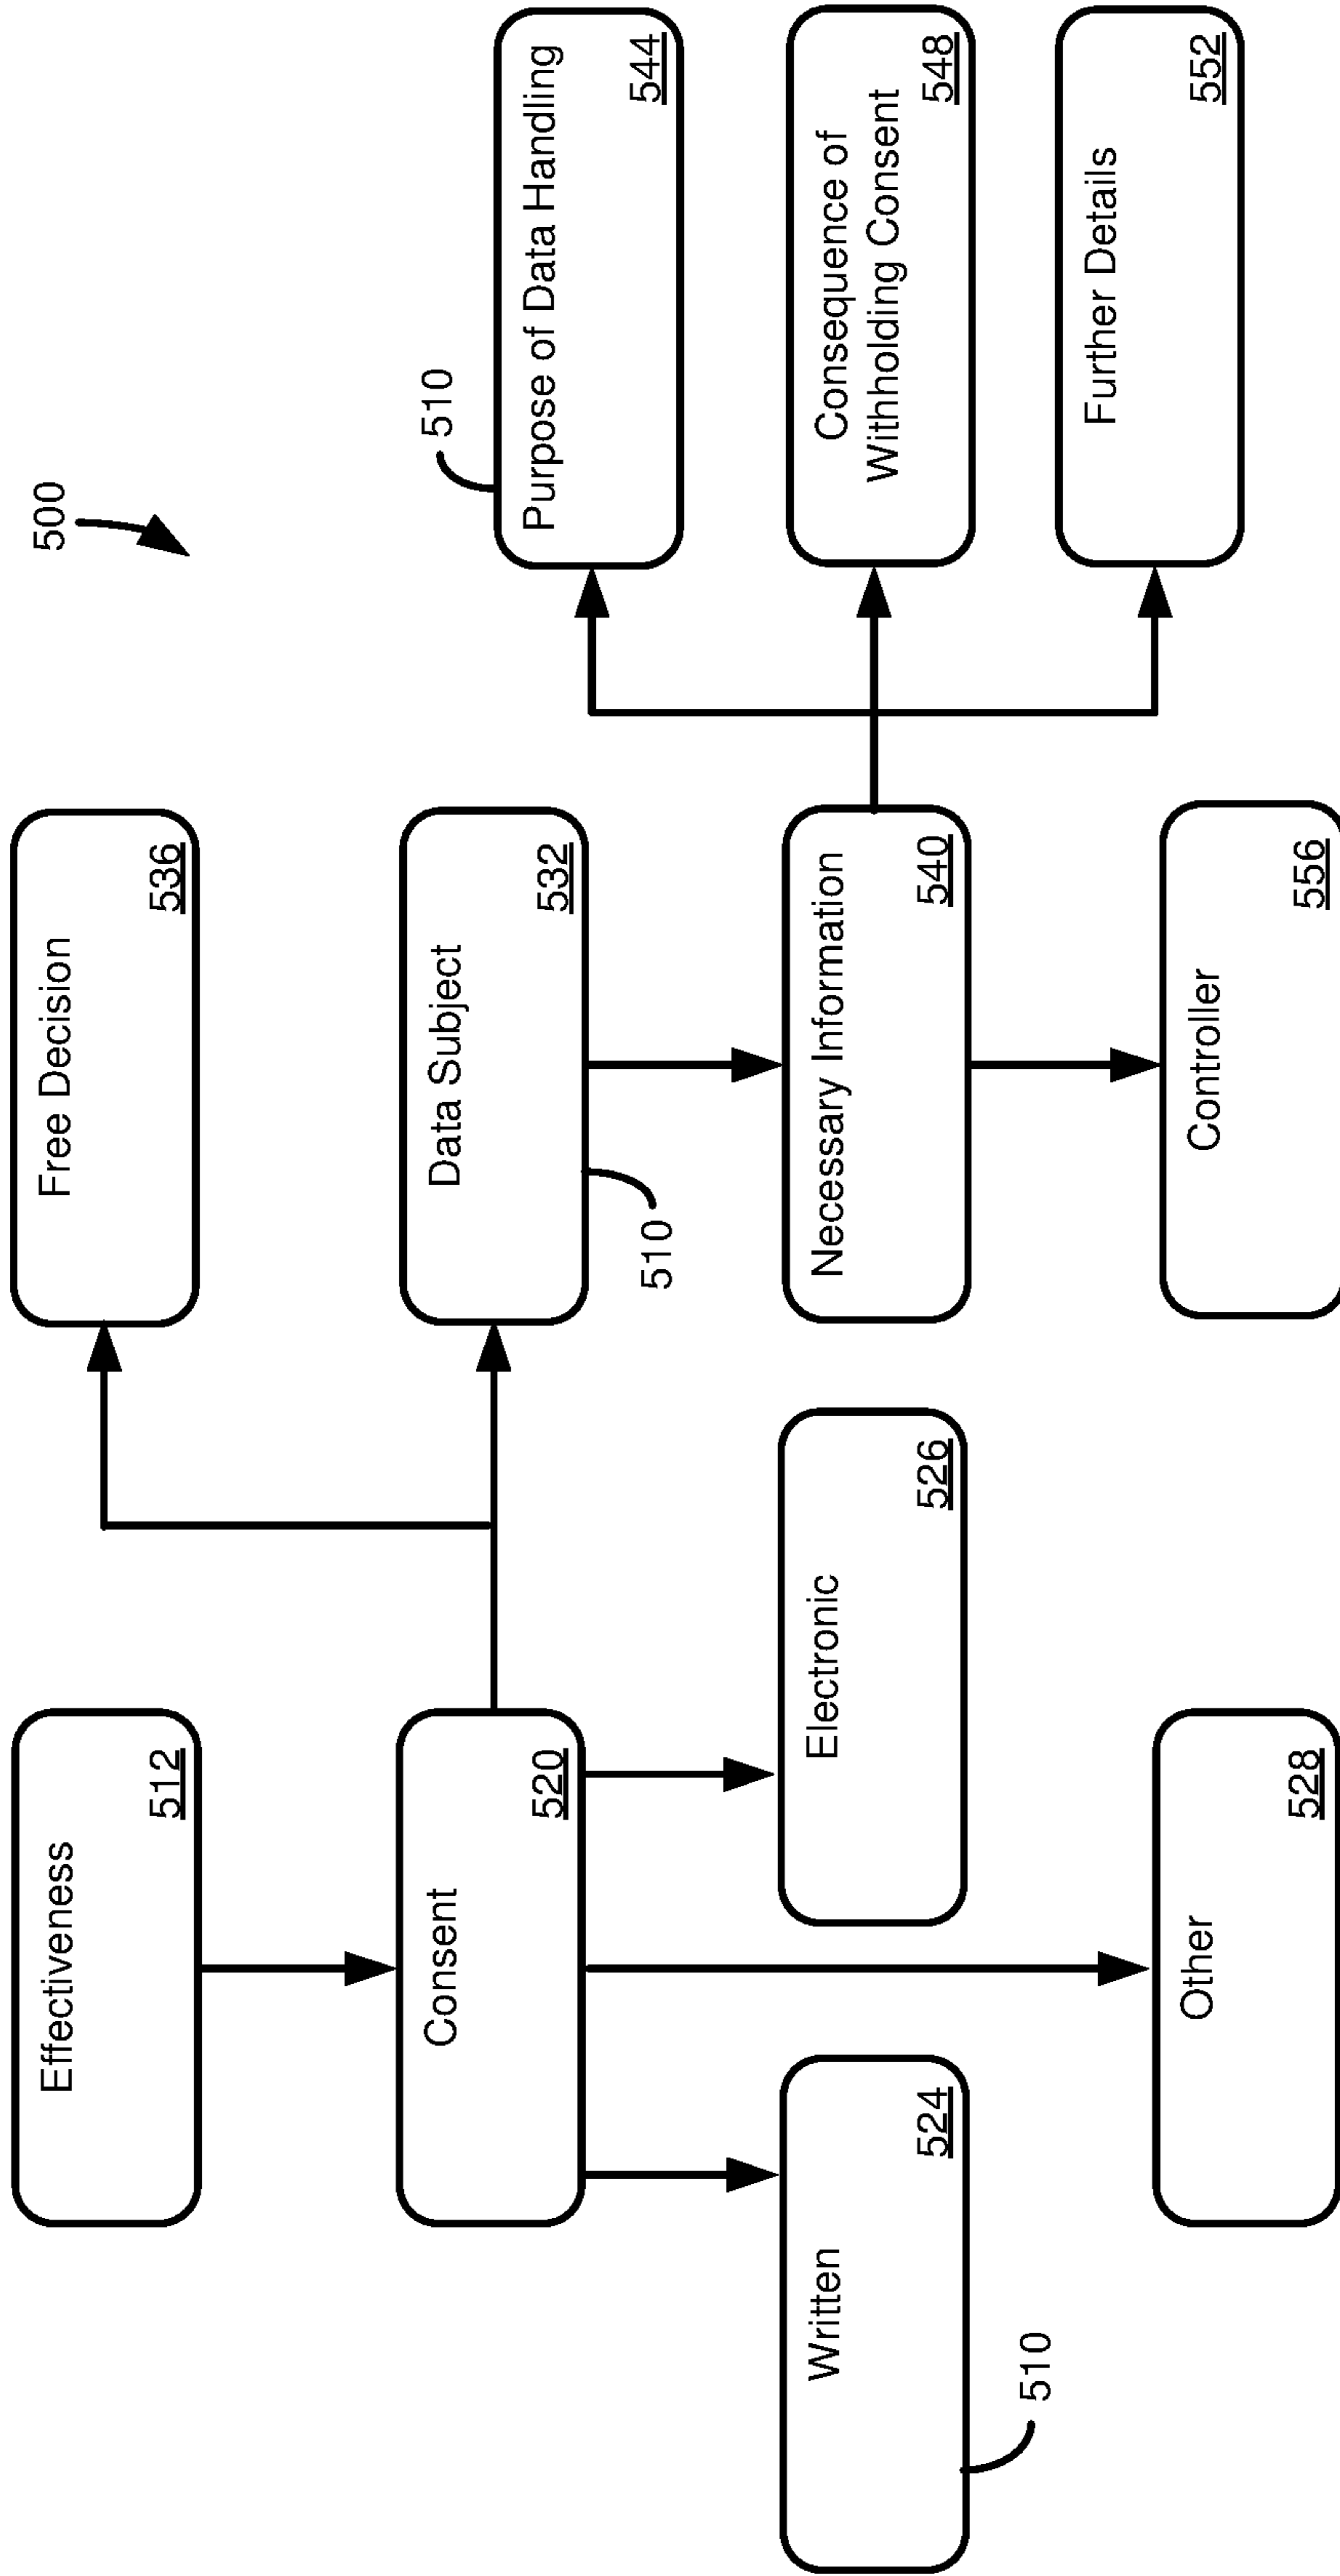 500
Effectiveness
512
Free Decision
536
Consent
520
Data Subject
532
510
510
Purpose of Data Handling
544
Written
524
510
Electronic
526
Necessary Information
540
Consequence of
Withholding Consent
548
Other
528
Controller
556
Further Details
552